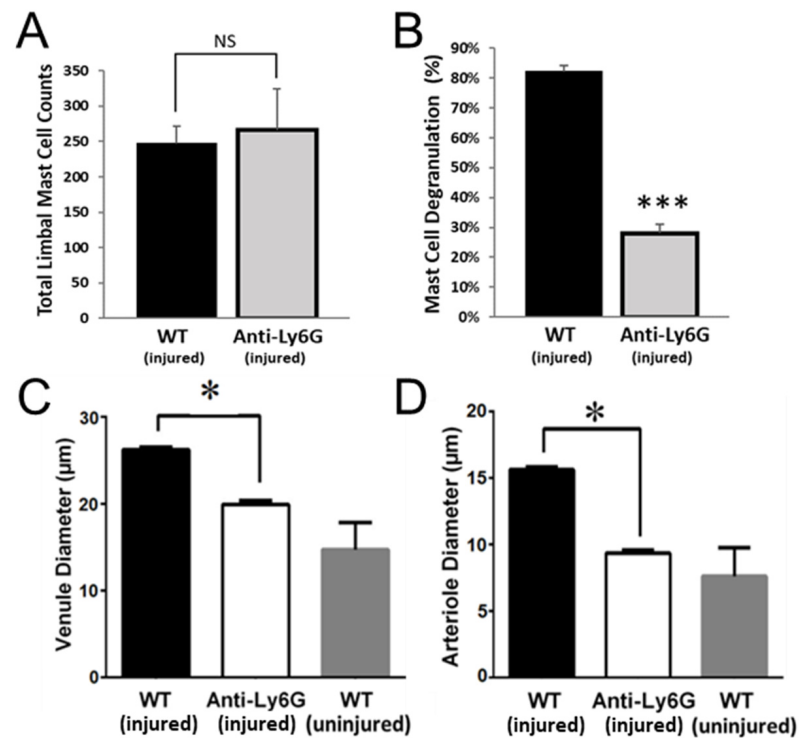 A
NS
Total Limbal Mast Cell Counts
350
300
250
200
150
100
50
0
WT
(injured)
Anti-Ly6G
(injured)
B
Mast Cell Degranulation (%)
90%
80%
70%
60%
50%
40%
30%
20%
10%
0%
***
WT
(injured)
Anti-Ly6G
(injured)
C
*
Venule Diameter (µm)
30
20
10
0
WT
(injured)
Anti-Ly6G
(injured)
WT
(uninjured)
D
*
Arteriole Diameter (µm)
20
15
10
5
0
WT
(injured)
Anti-Ly6G
(injured)
WT
(uninjured)